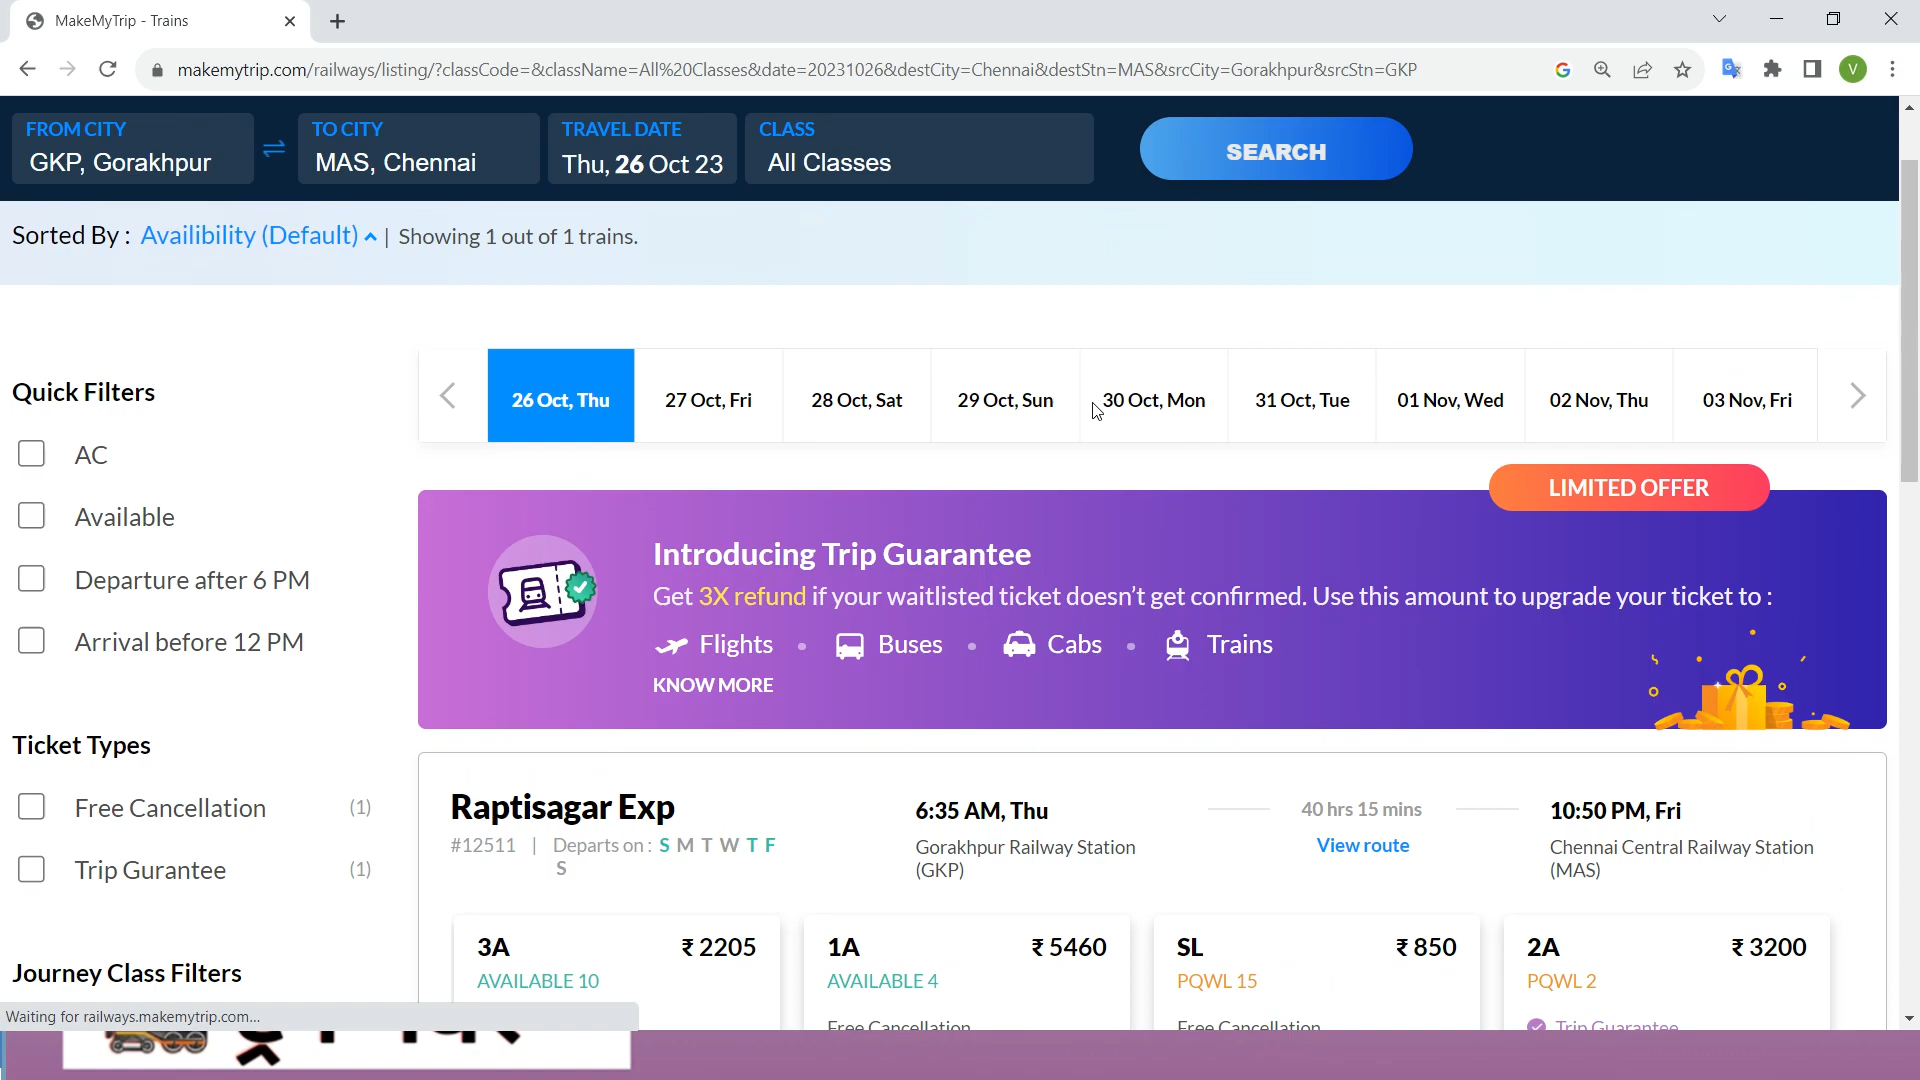 MakeMyTrip - Trains
makemytrip.com/railways/listing/?classCode=&className=All%20Classes&date=20231026&destCity=Chennai&destStn=MAS&srcCity=Gorakhpur&srcStn=GKP
V
FROM CITY
GKP, Gorakhpur
TO CITY
MAS, Chennai
TRAVEL DATE
Thu, 26 Oct 23
CLASS
All Classes
SEARCH
Sorted By : Availibility (Default) | Showing 1 out of 1 trains.
26 Oct, Thu
27 Oct, Fri
28 Oct, Sat
29 Oct, Sun
30 Oct, Mon
31 Oct, Tue
01 Nov, Wed
02 Nov, Thu
03 Nov, Fri
Quick Filters
AC
Available
Departure after 6 PM
Arrival before 12 PM
Ticket Types
Free Cancellation (1)
Trip Gurantee (1)
Journey Class Filters
LIMITED OFFER
Introducing Trip Guarantee
Get 3X refund if your waitlisted ticket doesn't get confirmed. Use this amount to upgrade your ticket to :
Flights • Buses • Cabs • Trains
KNOW MORE
Raptisagar Exp
#12511 | Departs on : S M T W T F
S
6:35 AM, Thu
Gorakhpur Railway Station
(GKP)
40 hrs 15 mins
View route
10:50 PM, Fri
Chennai Central Railway Station
(MAS)
3A ₹ 2205
AVAILABLE 10
1A ₹ 5460
AVAILABLE 4
Free Cancellation
SL ₹ 850
PQWL 15
Free Cancellation
2A ₹ 3200
PQWL 2
Trip Guarantee
Waiting for railways.makemytrip.com...